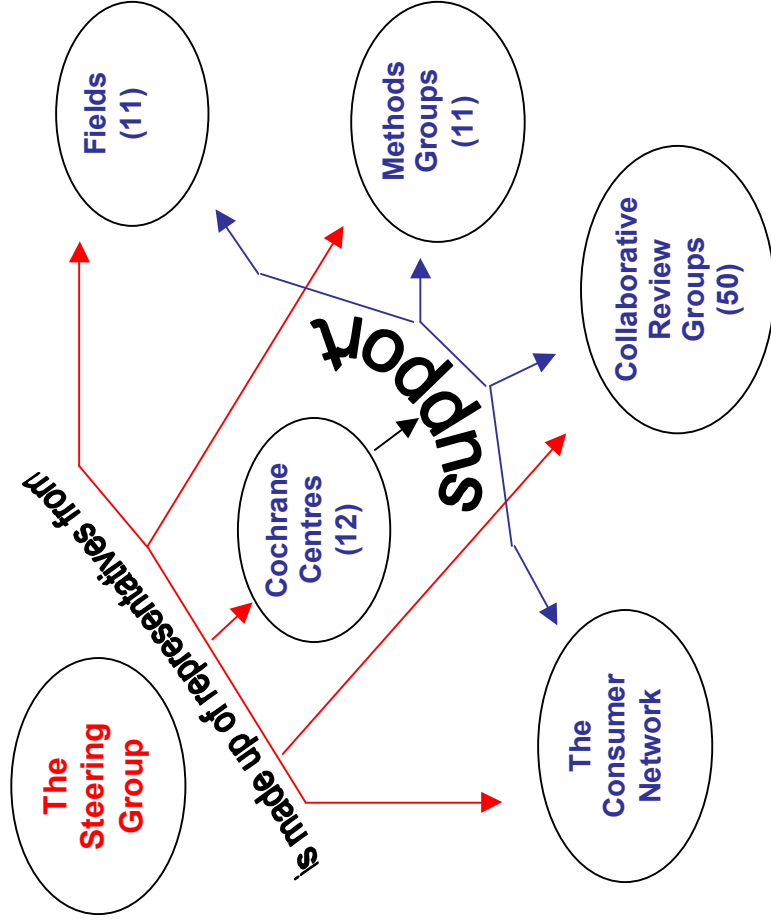 The
Steering
Group
is made up of representatives from
Fields
(11)
Cochrane
Centres
(12)
support
Methods
Groups
(11)
The
Consumer
Network
Collaborative
Review
Groups
(50)